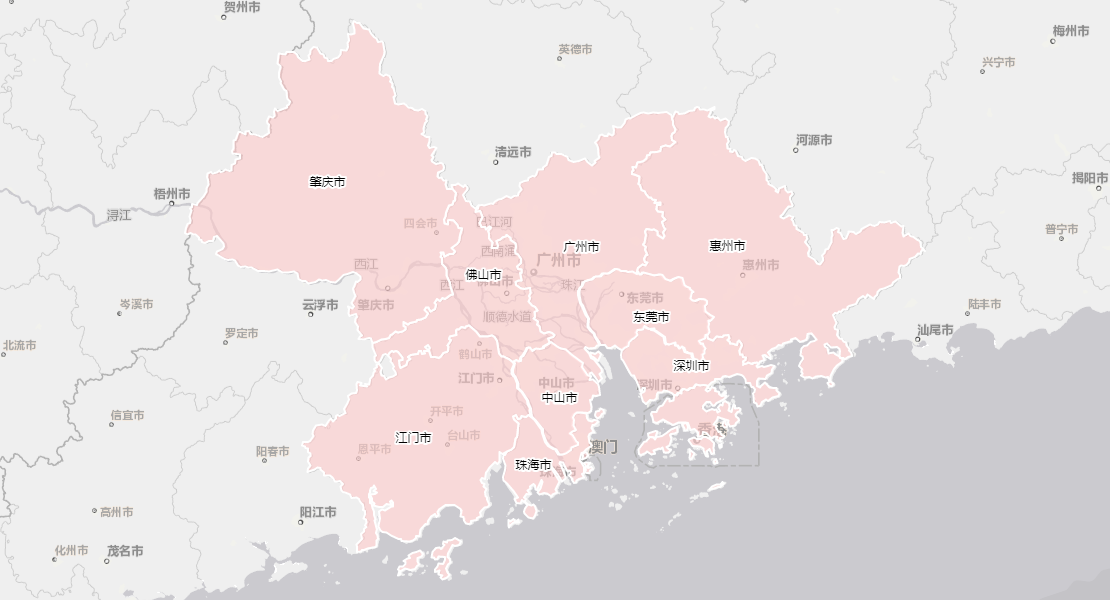 贺州市
梅州市
英德市
兴宁市
河源市
清远市
揭阳市
肇庆市
梧州市
浔江
四会市
西南涌
普宁市
广州市
惠州市
广州市
西江
惠州市
佛山市
西江
珠江
佛山市
东莞市
岑溪市
云浮市
肇庆市
陆丰市
顺德水道
东莞市
汕尾市
罗定市
北流市
鹤山市
深圳市
江门市
中山市
深圳市
中山市
信宜市
开平市
香港
江门市
台山市
澳门
恩平市
阳春市
珠海市
珠海市
高州市
阳江市
化州市
茂名市